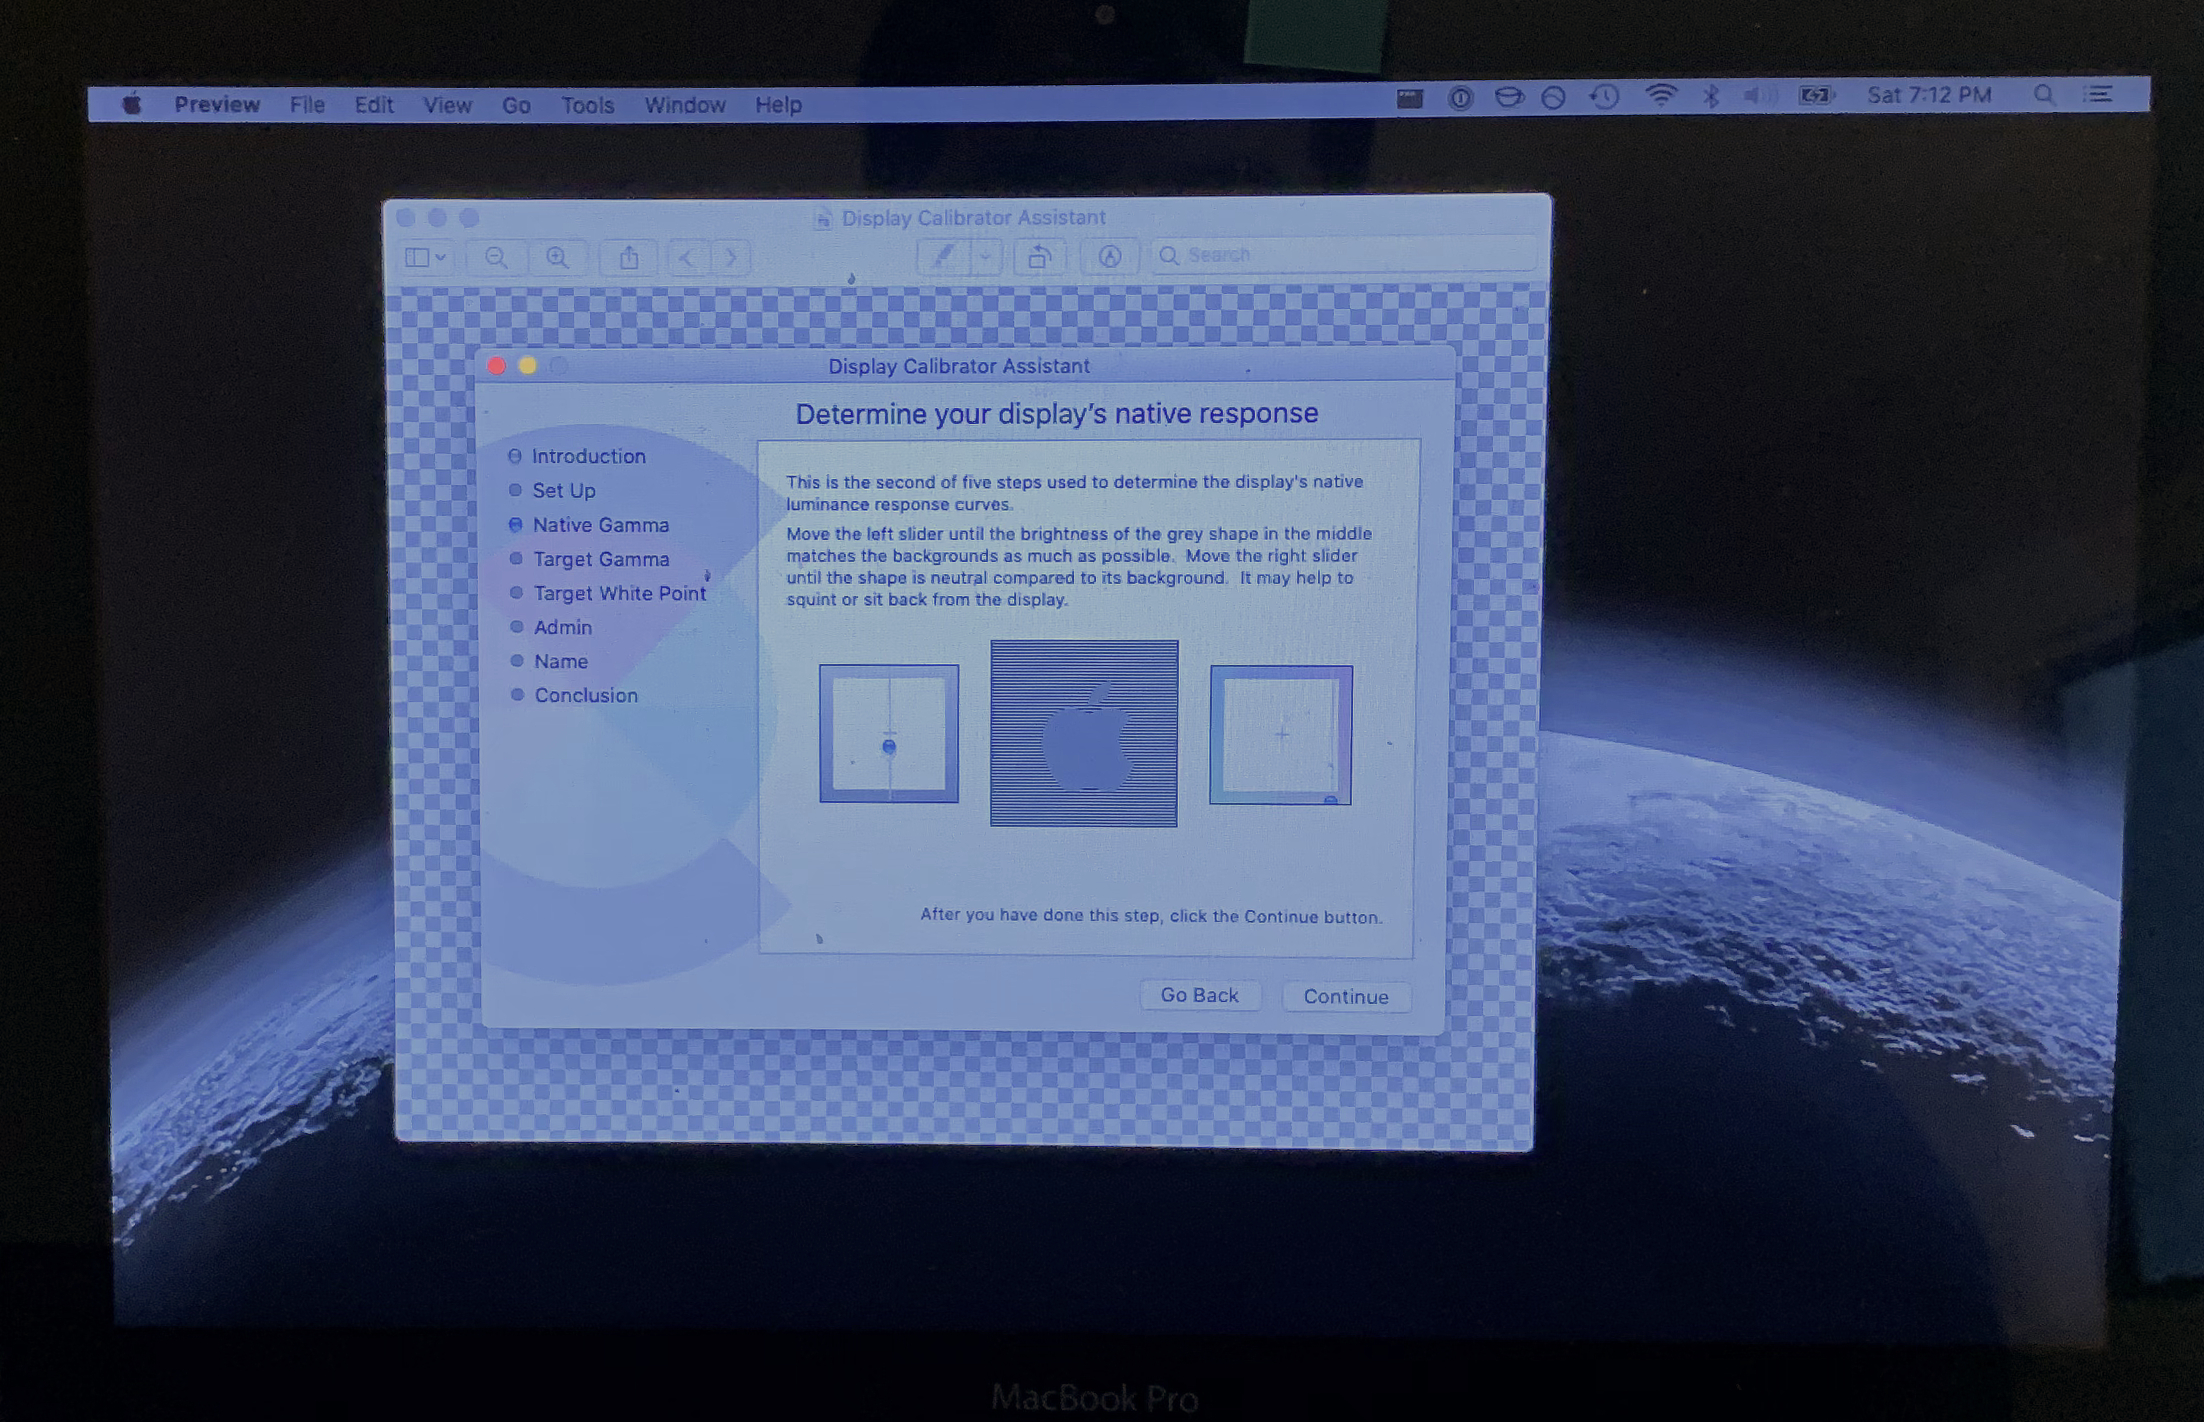 Preview File Edit View Go Tools Window Help Sat 7:12 PM
Display Calibrator Assistant
Search
Display Calibrator Assistant
Determine your display's native response
Introduction
Set Up
Native Gamma
Target Gamma
Target White Point
Admin
Name
Conclusion
This is the second of five steps used to determine the display's native
luminance response curves.
Move the left slider until the brightness of the grey shape in the middle
matches the backgrounds as much as possible. Move the right slider
until the shape is neutral compared to its background. It may help to
squint or sit back from the display.
After you have done this step, click the Continue button.
Go Back Continue
MacBook Pro